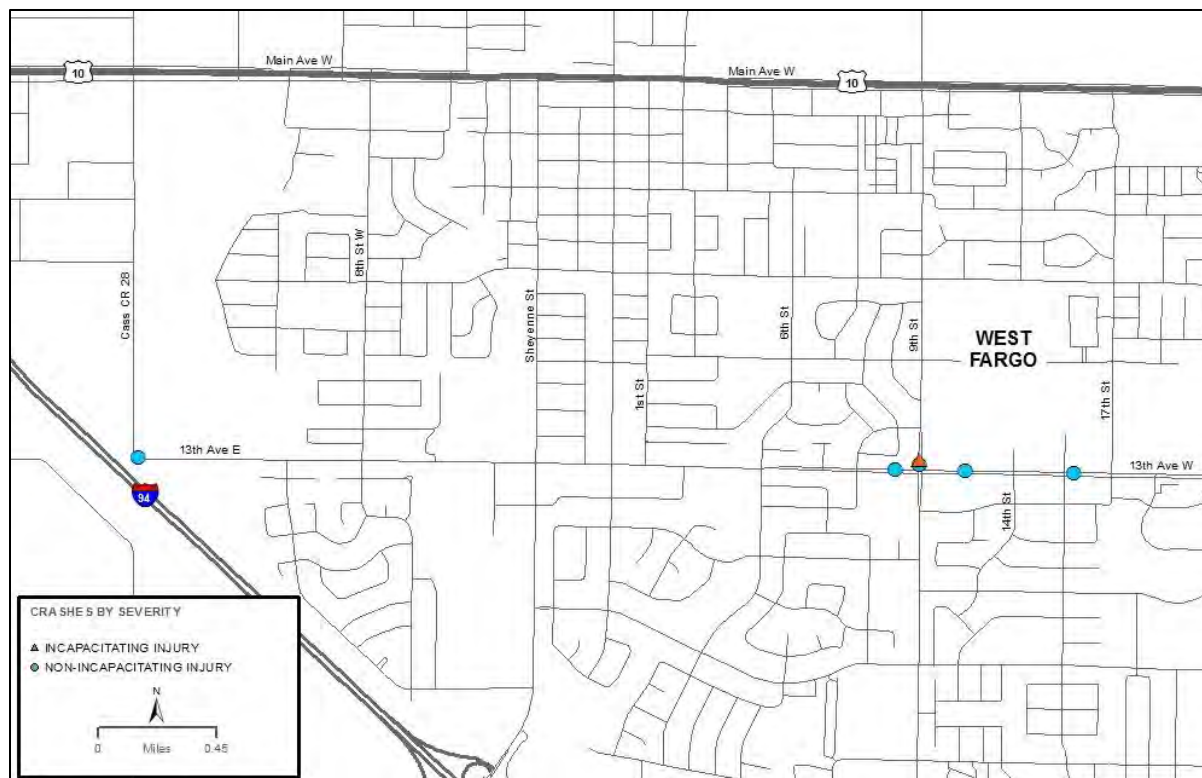 Main Ave W
10
Main Ave W
10
Cass CR 28
8th St W
Sheyenne St
1st St
6th St
9th St
WEST
FARGO
17th St
13th Ave E
13th Ave W
94
14th St
CRASHES BY SEVERITY
INCAPACITATING INJURY
NON-INCAPACITATING INJURY
N
0 Miles 0.45